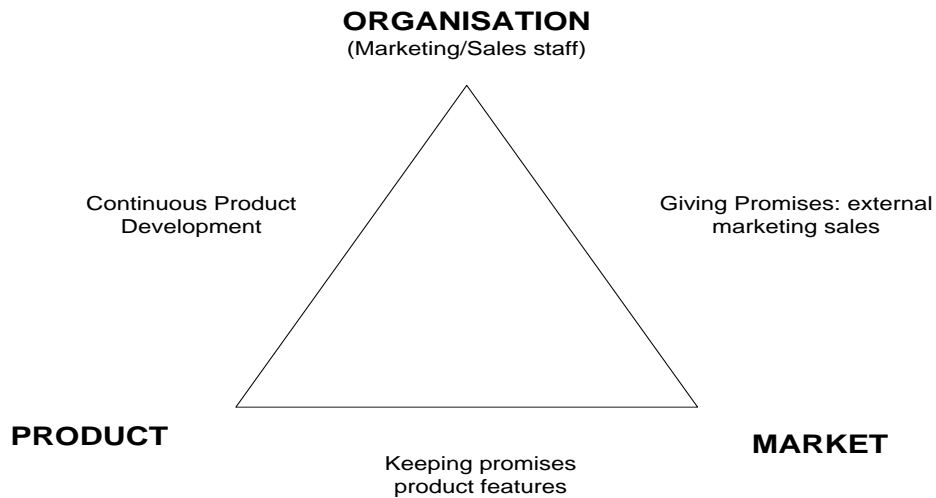 ORGANISATION
(Marketing/Sales staff)
Continuous Product
Development
Giving Promises: external
marketing sales
PRODUCT
MARKET
Keeping promises
product features